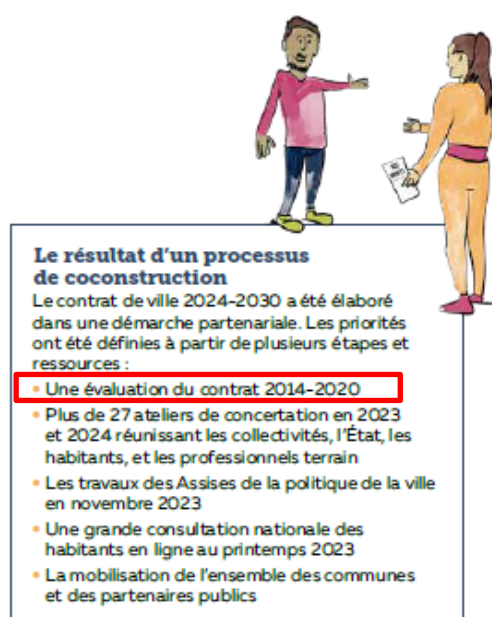 Le résultat d'un processus
de coconstruction
Le contrat de ville 2024-2030 a été élaboré
dans une démarche partenariale. Les priorités
ont été définies à partir de plusieurs étapes et
ressources :
• Une évaluation du contrat 2014-2020
• Plus de 27 ateliers de concertation en 2023
et 2024 réunissant les collectivités, l'État, les
habitants, et les professionnels terrain
• Les travaux des Assises de la politique de la ville
en novembre 2023
• Une grande consultation nationale des
habitants en ligne au printemps 2023
• La mobilisation de l'ensemble des communes
et des partenaires publics